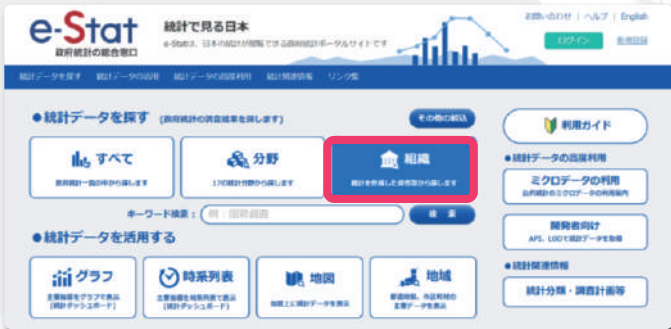 e-Stat
政府統計の総合窓口
統計で見る日本
e-Statは、日本の統計が閲覧できる政府統計ポータルサイトです
お問い合わせ | ヘルプ | English
ログイン 新規登録
統計データを探す 統計データの活用 統計データの高度利用 統計関連情報 リンク集
●統計データを探す (政府統計の調査結果を探します)
その他の絞込
すべて
政府統計一覧の中から探します
分野
17の統計分野から探します
組織
統計を作成した府省等から探します
キーワード検索: 例:国勢調査 検索
●統計データを活用する
グラフ
主要指標をグラフで表示
(統計ダッシュボード)
時系列表
主要指標を時系列表で表示
(統計ダッシュボード)
地図
地図上に統計データを表示
地域
都道府県、市区町村の
主要データを表示
利用ガイド
●統計データの高度利用
ミクロデータの利用
公的統計のミクロデータの利用案内
開発者向け
API、LODで統計データを取得
●統計関連情報
統計分類・調査計画等